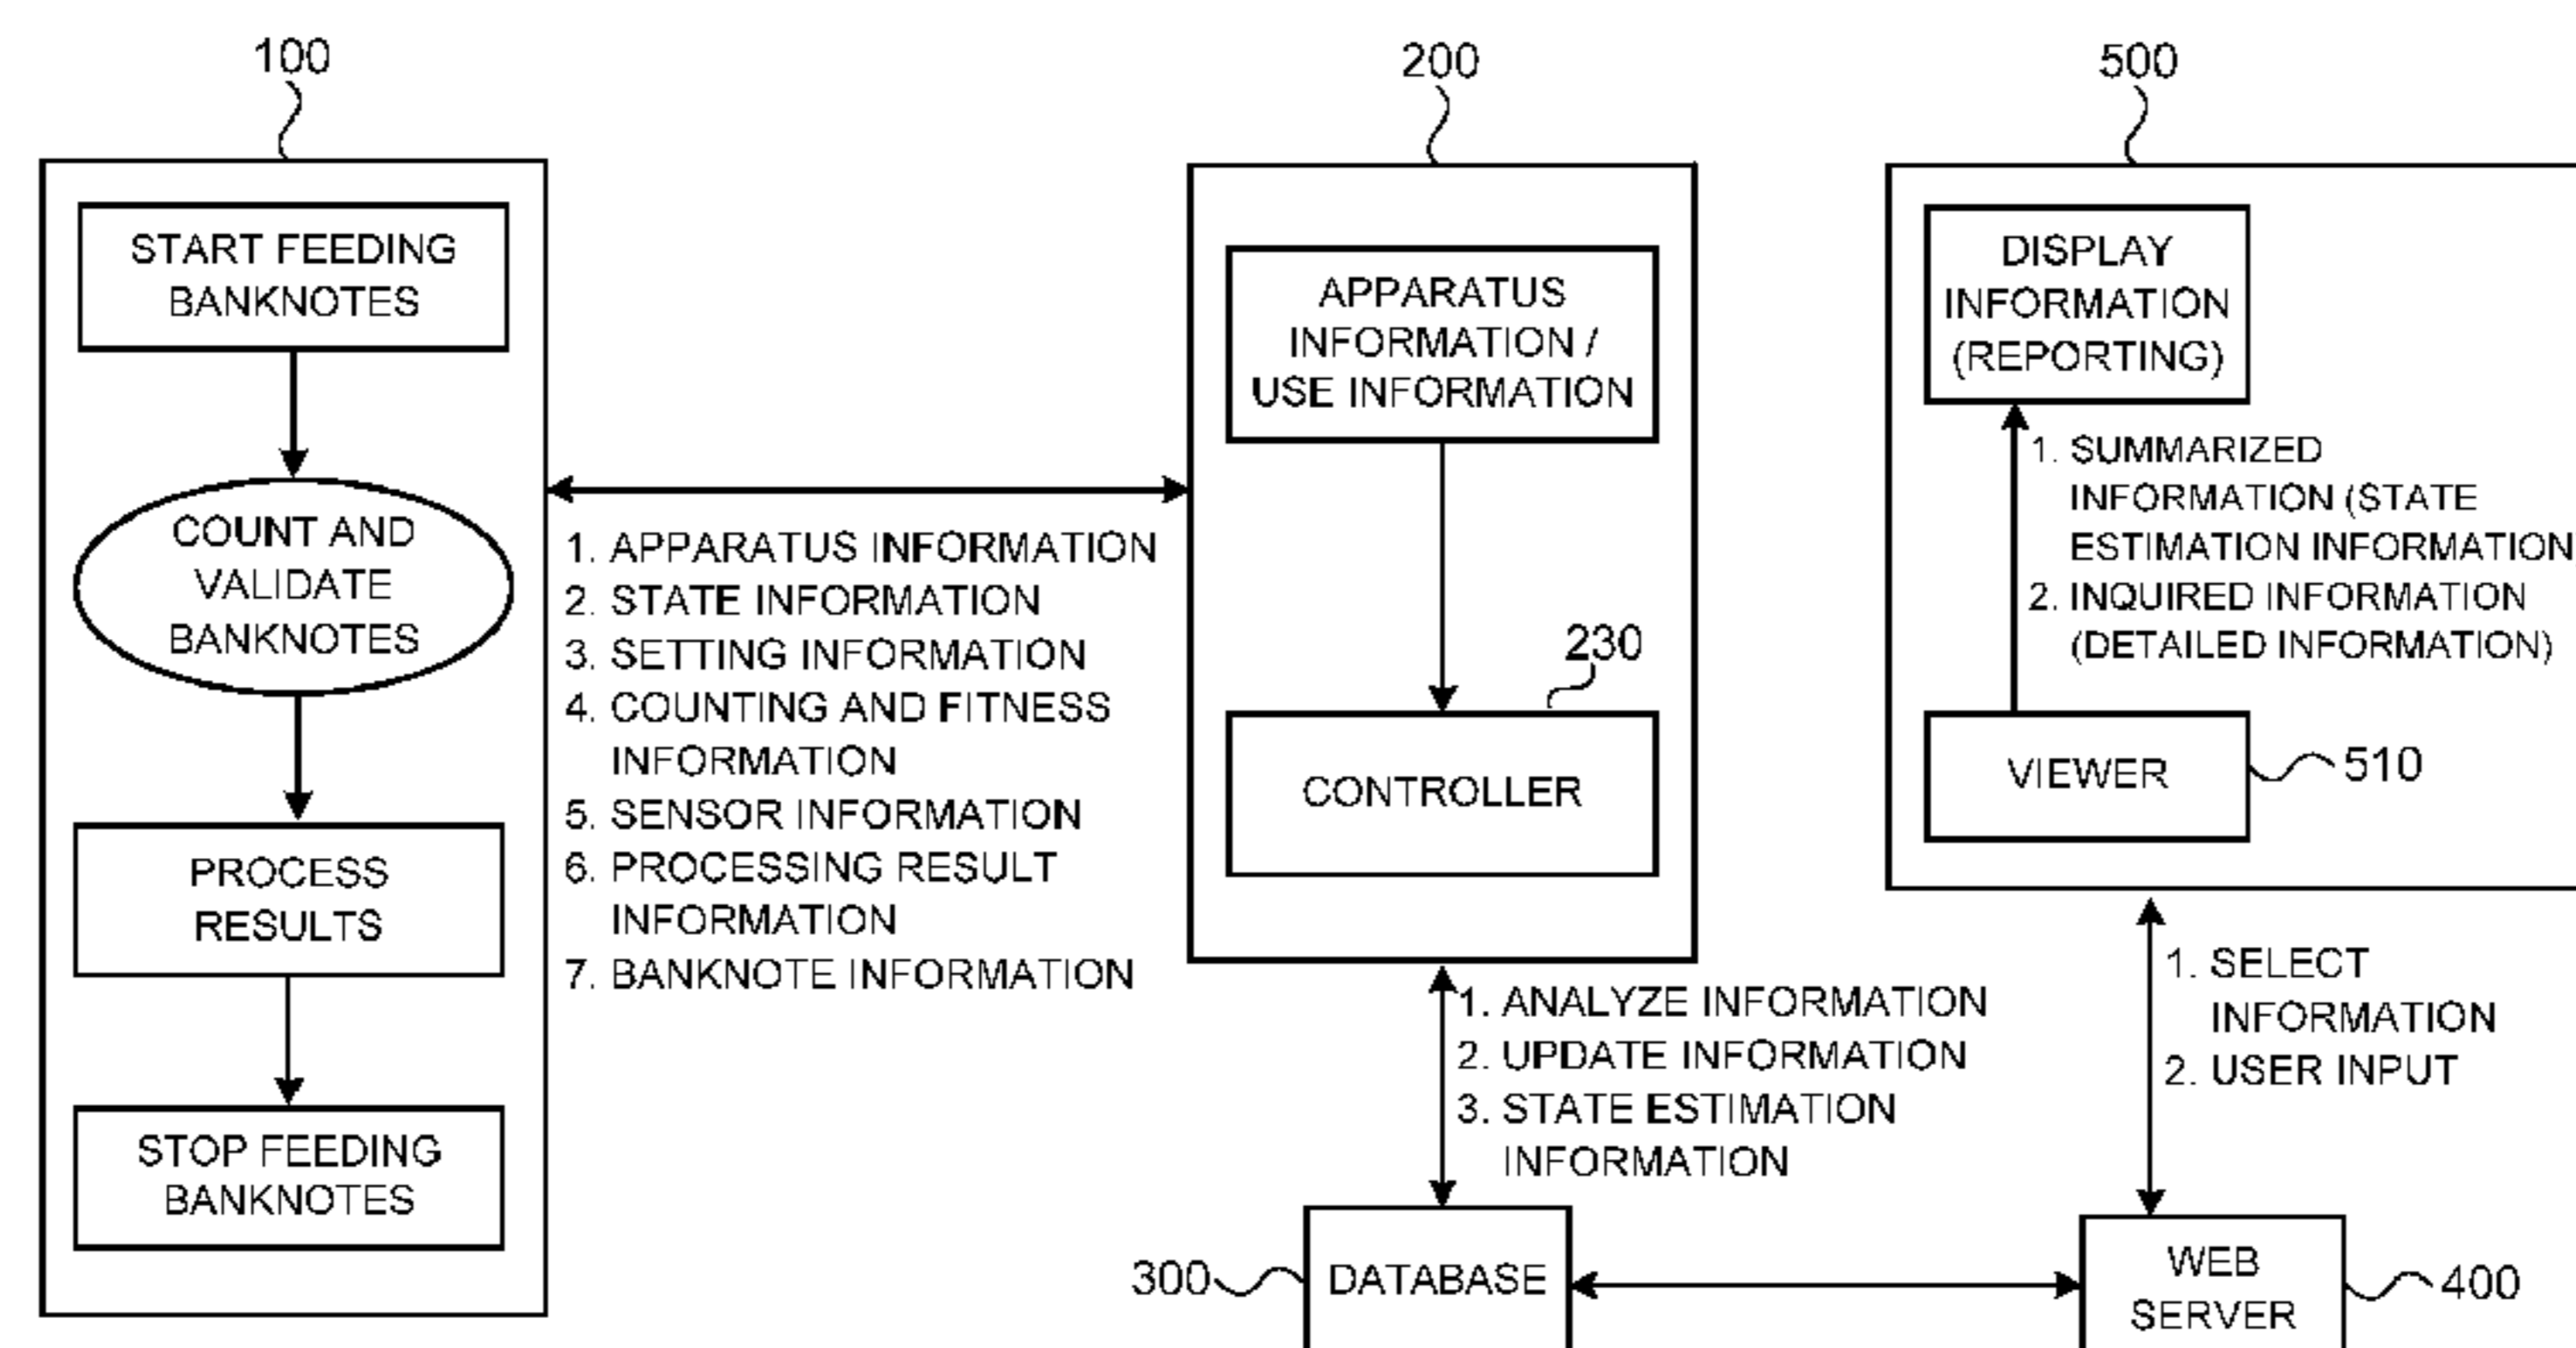 100
START FEEDING
BANKNOTES
COUNT AND
VALIDATE
BANKNOTES
PROCESS
RESULTS
STOP FEEDING
BANKNOTES
1. APPARATUS INFORMATION
2. STATE INFORMATION
3. SETTING INFORMATION
4. COUNTING AND FITNESS
INFORMATION
5. SENSOR INFORMATION
6. PROCESSING RESULT
INFORMATION
7. BANKNOTE INFORMATION
200
APPARATUS
INFORMATION /
USE INFORMATION
230
CONTROLLER
1. ANALYZE INFORMATION
2. UPDATE INFORMATION
3. STATE ESTIMATION
INFORMATION
300
DATABASE
500
DISPLAY
INFORMATION
(REPORTING)
1. SUMMARIZED
INFORMATION (STATE
ESTIMATION INFORMATION
2. INQUIRED INFORMATION
(DETAILED INFORMATION)
VIEWER
510
1. SELECT
INFORMATION
2. USER INPUT
WEB
SERVER
400